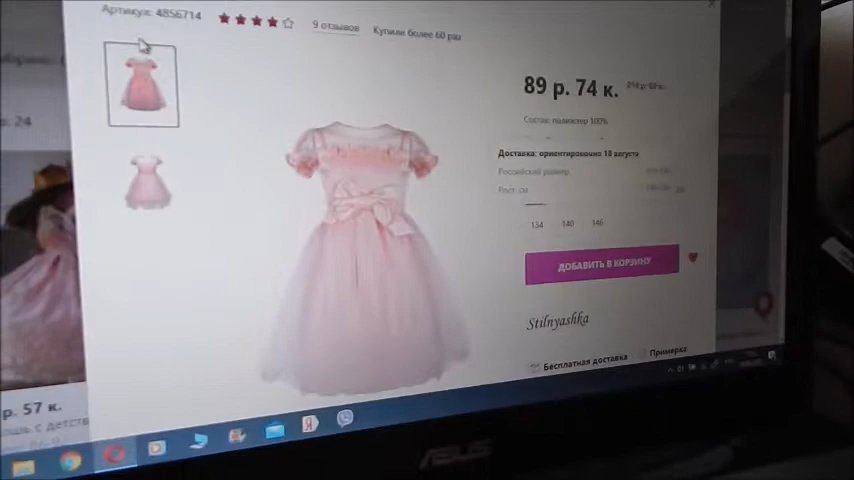 Артикул: 4856714
9 отзывов
Купили более 60 раз
89 р. 74 к.
Состав: полиэстер 100%
Доставка: ориентировочно 18 августа
Российский размер
Рост, см
134 140 146
ДОБАВИТЬ В КОРЗИНУ
Stilnyashka
Бесплатная доставка
Примерка
р. 24
р. 57 к.
ASUS